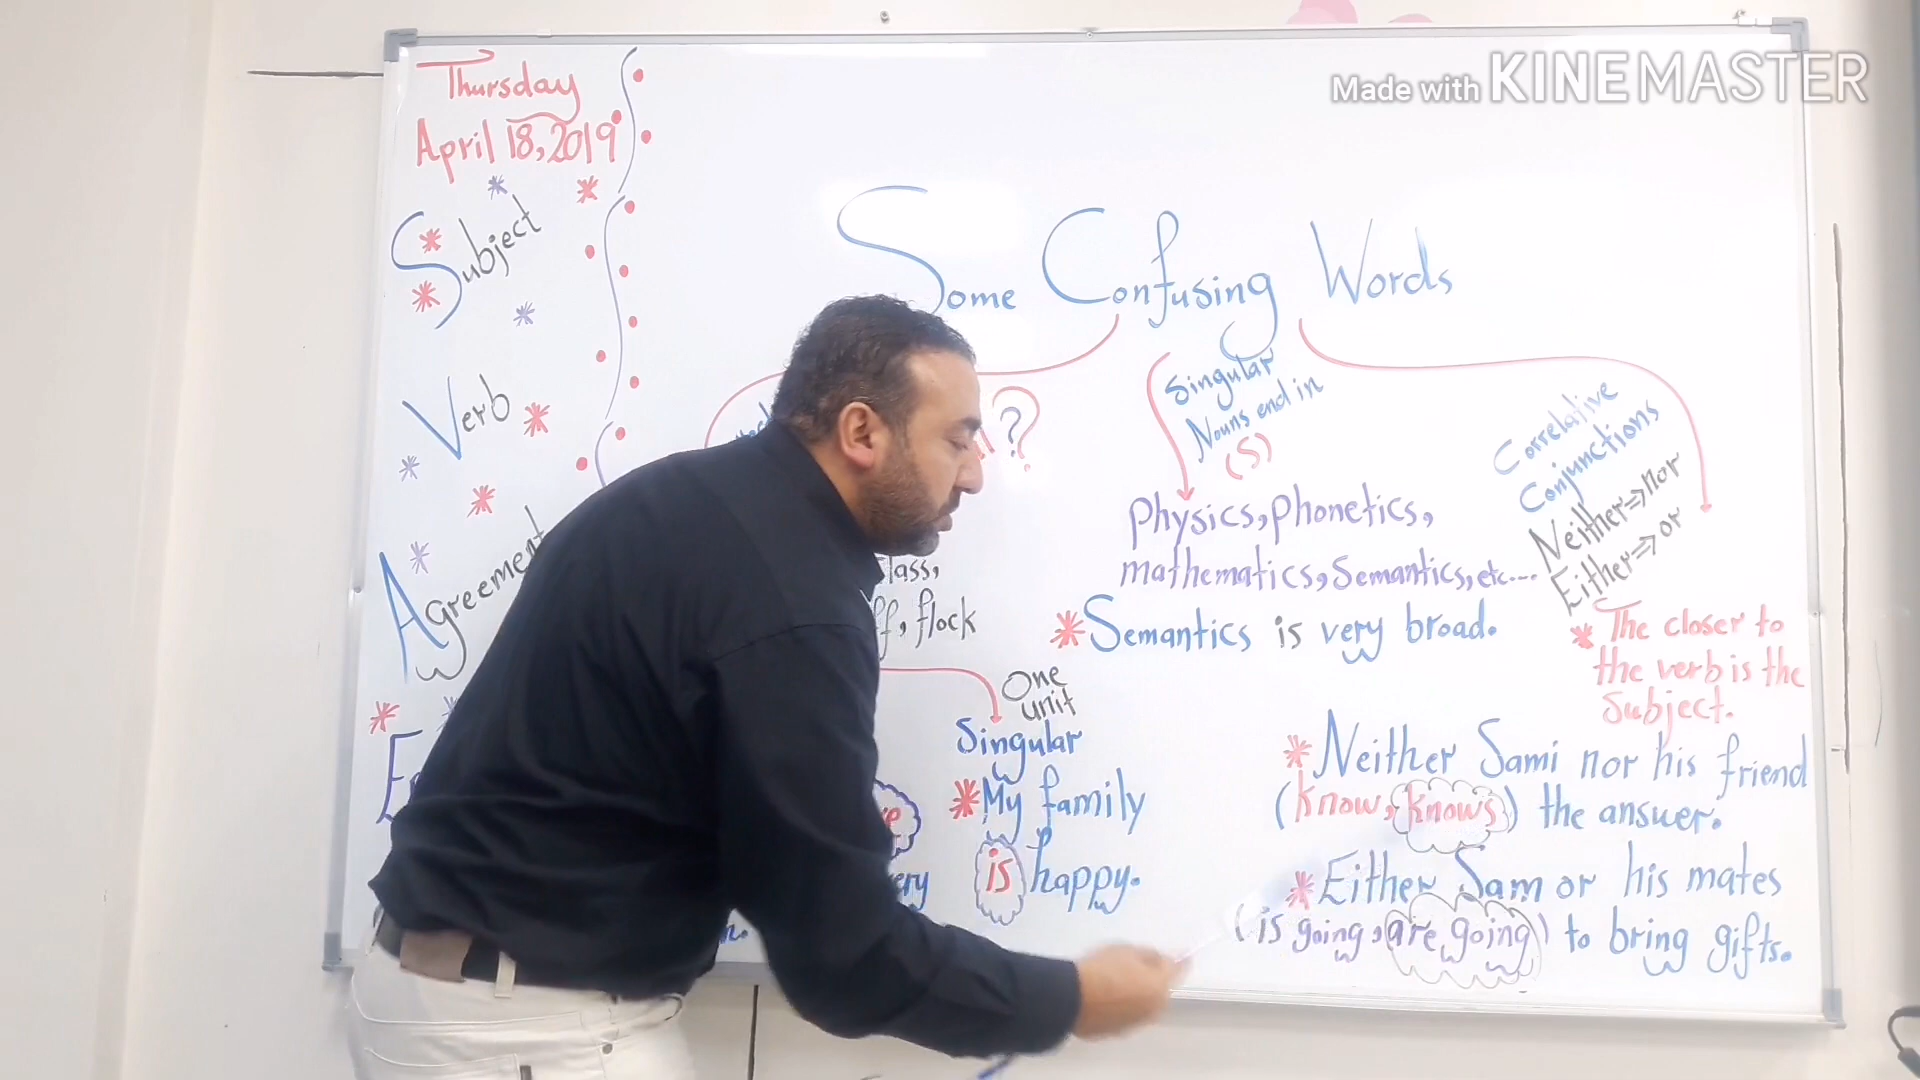 Thursday
April 18, 2019
Subject
Verb
Agreement
Made with KINEMASTER
Some Confusing Words
?
lass,
ff, flock
One
unit
Singular
* My family
is happy.
Singular
Nouns end in
(S)
Physics, Phonetics,
mathematics, Semantics, etc....
* Semantics is very broad.
Correlative
Conjunctions
Neither => nor
Either => or
* The closer to
the verb is the
Subject.
* Neither Sami nor his friend
(know, knows) the answer.
* Either Sam or his mates
(is going, are going) to bring gifts.